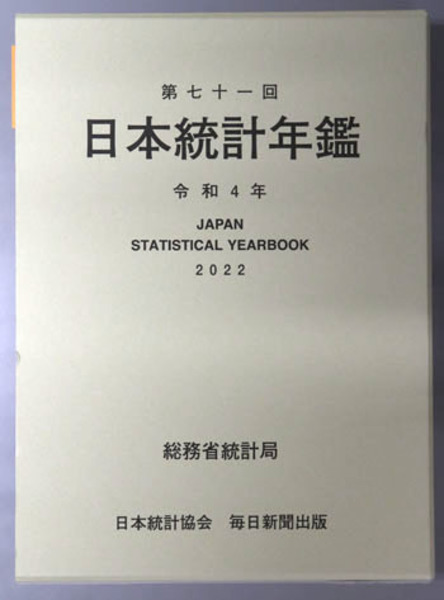 第七十一回
日本統計年鑑
令和4年
JAPAN
STATISTICAL YEARBOOK
2022
総務省統計局
日本統計協会 毎日新聞出版